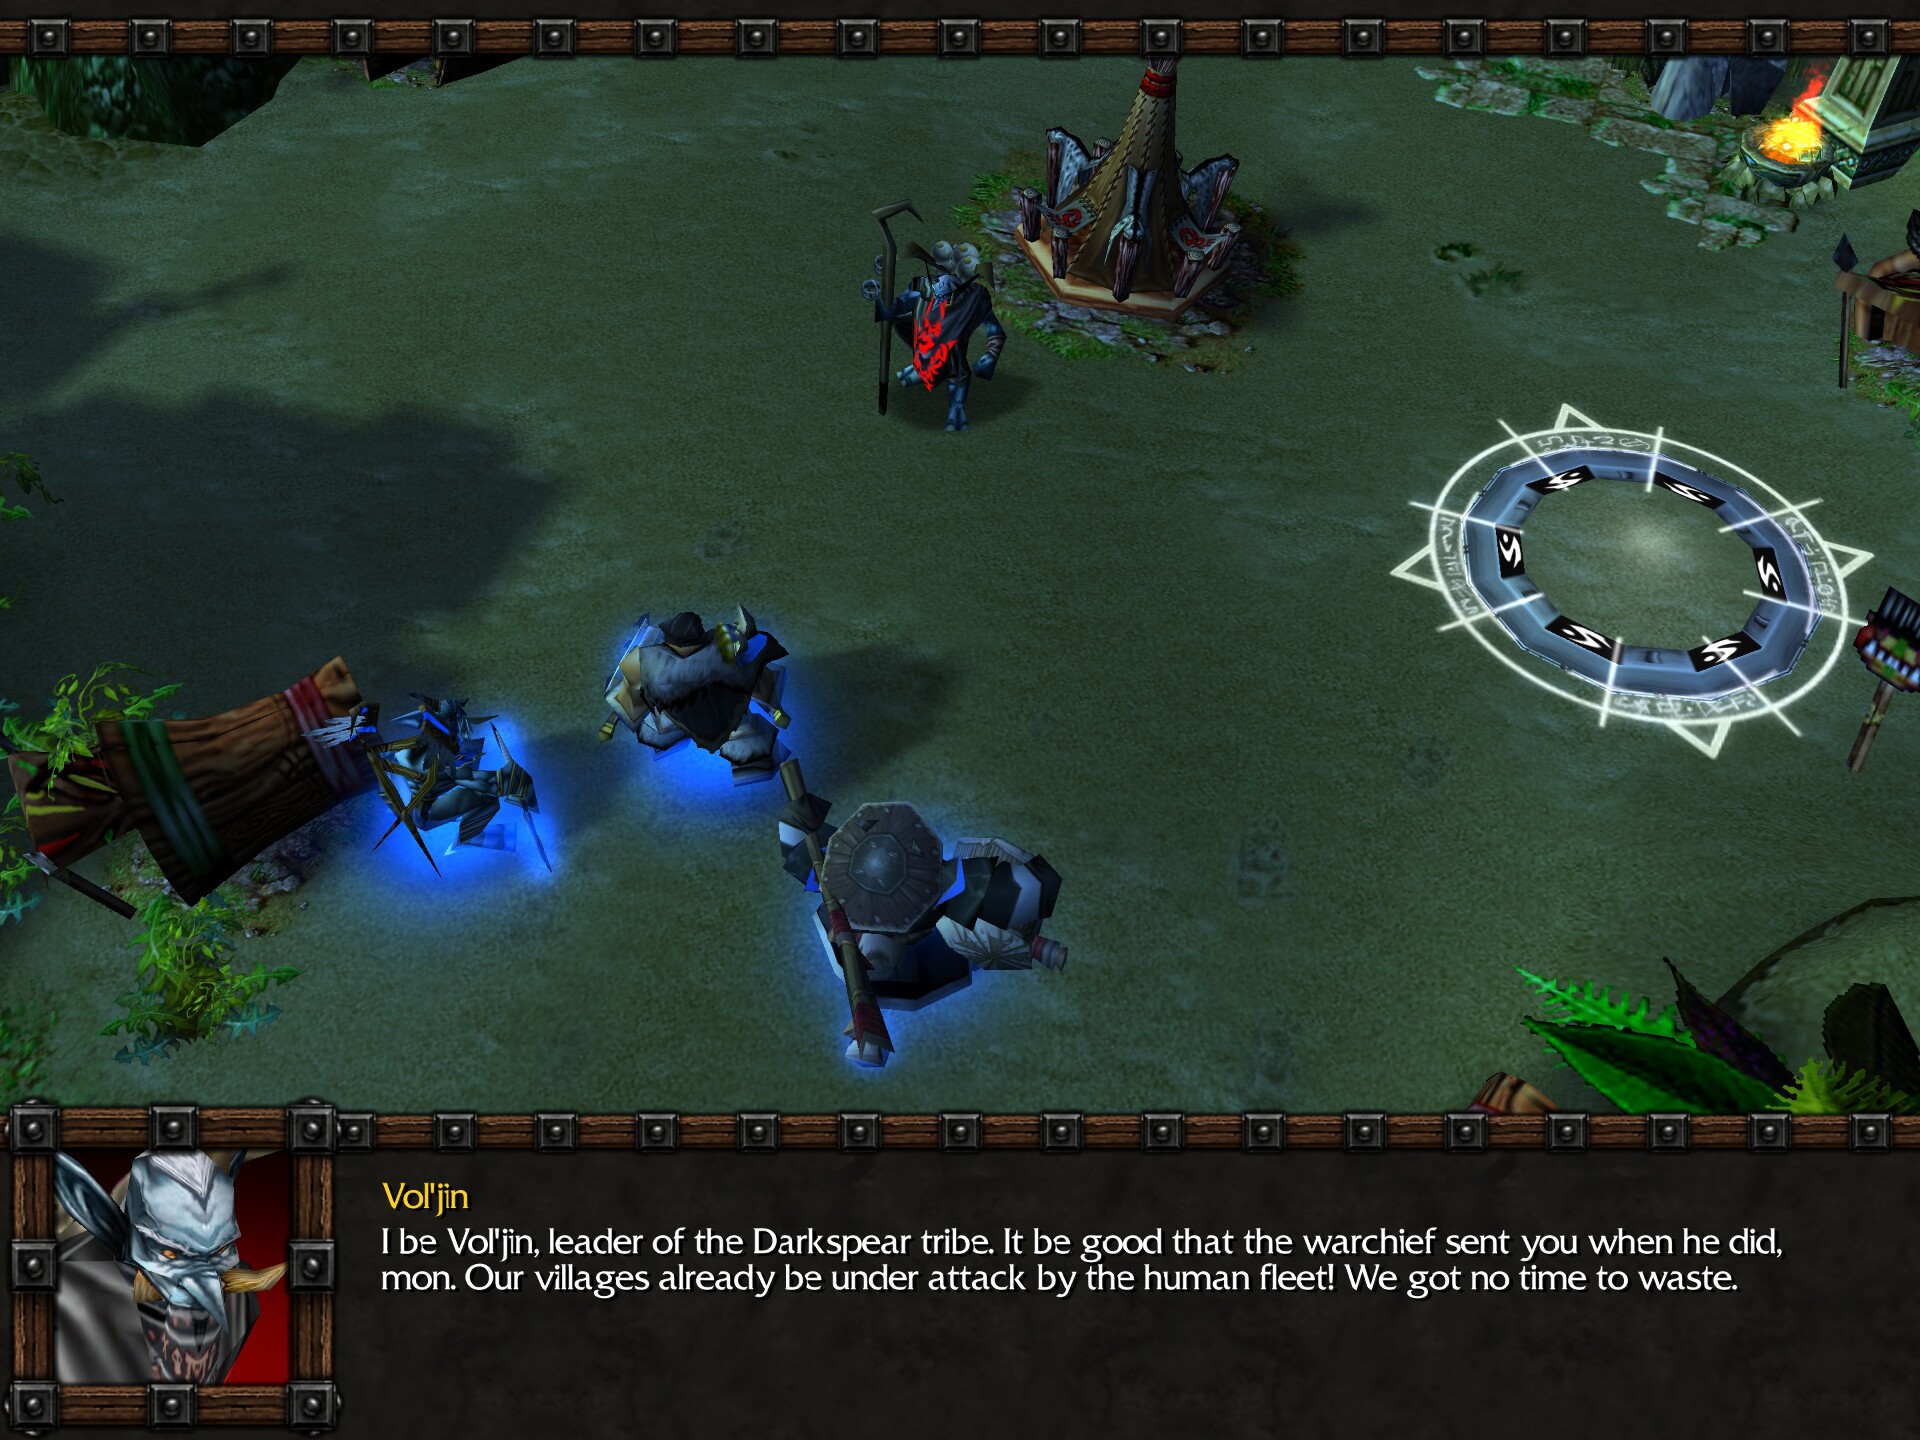 Vol'jin
I be Vol'jin, leader of the Darkspear tribe. It be good that the warchief sent you when he did,
mon. Our villages already be under attack by the human fleet! We got no time to waste.